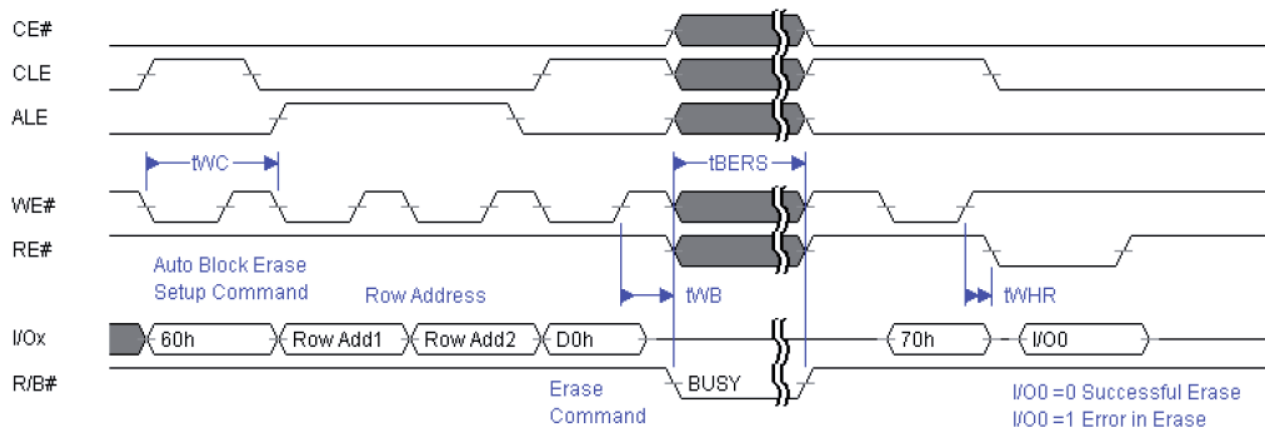 CE#
CLE
ALE
tWC
tBERS
WE#
RE#
Auto Block Erase
Setup Command
Row Address
tWB
tWHR
I/Ox
60h
Row Add1
Row Add2
D0h
70h
I/O0
R/B#
BUSY
Erase
Command
I/O0 =0 Successful Erase
I/O0 =1 Error in Erase